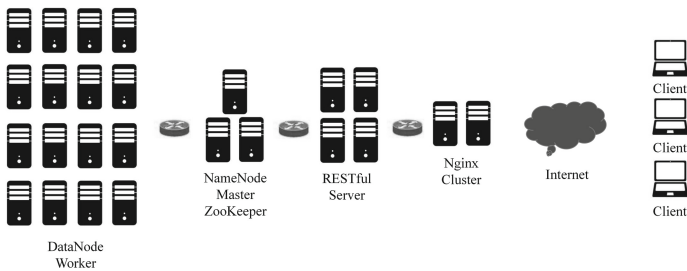 DataNode
Worker
NameNode
Master
ZooKeeper
RESTful
Server
Nginx
Cluster
Internet
Client
Client
Client